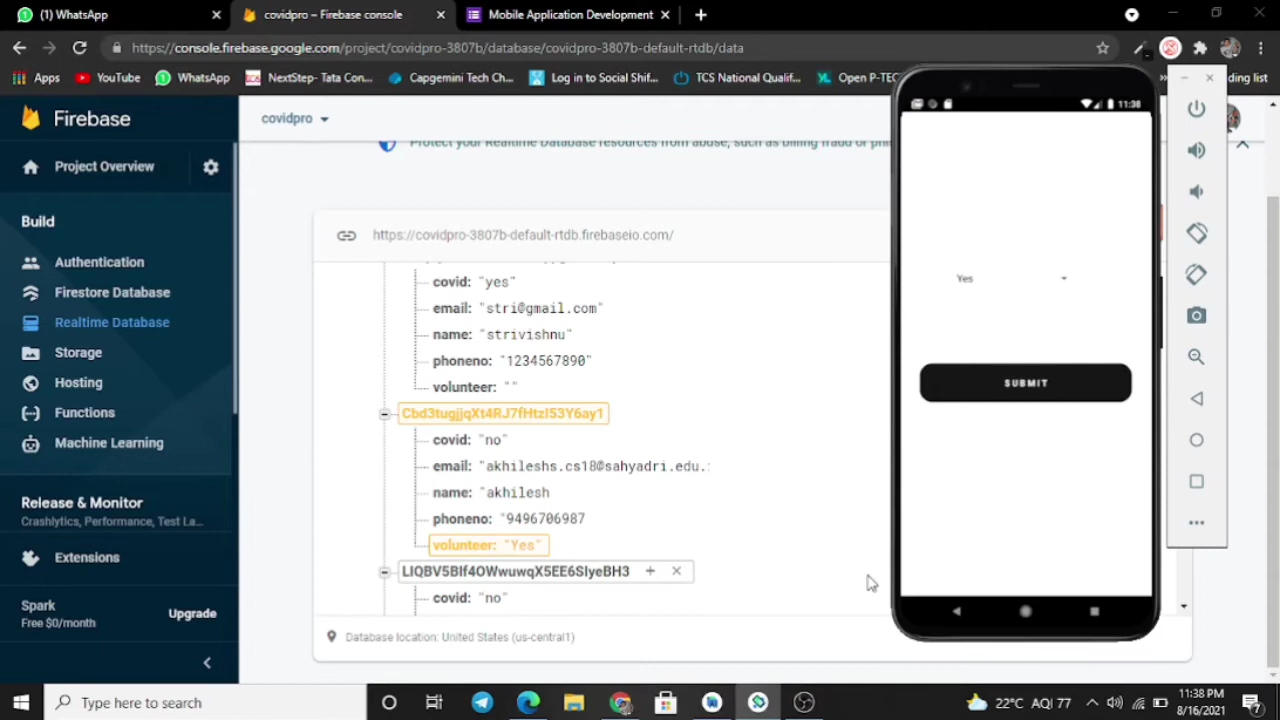 (1) WhatsApp
covidpro – Firebase console
Mobile Application Development
https://console.firebase.google.com/project/covidpro-3807b/database/covidpro-3807b-default-rtdb/data
Apps
YouTube
WhatsApp
NextStep- Tata Con...
Capgemini Tech Ch...
Log in to Social Shif...
TCS National Qualif...
Open P-TEC
ding list
Firebase
covidpro
11:38
Protect your Realtime Database resources from abuse, such as billing fraud or phi
Project Overview
Build
Authentication
Firestore Database
Realtime Database
Storage
Hosting
Functions
Machine Learning
Release & Monitor
Crashlytics, Performance, Test La...
Extensions
Spark
Free $0/month
Upgrade
https://covidpro-3807b-default-rtdb.firebaseio.com/
covid: "yes"
email: "stri@gmail.com"
name: "strivishnu"
phoneno: "1234567890"
volunteer: ""
Cbd3tugjjqXt4RJ7fHtzI53Y6ay1
covid: "no"
email: "akhileshs.cs18@sahyadri.edu.
name: "akhilesh
phoneno: "9496706987
volunteer: "Yes"
LIQBV5BIf4OWwuwqX5EE6SIyeBH3
covid: "no"
Database location: United States (us-central1)
Yes
SUBMIT
Type here to search
22°C AQI 77
11:38 PM
8/16/2021
7